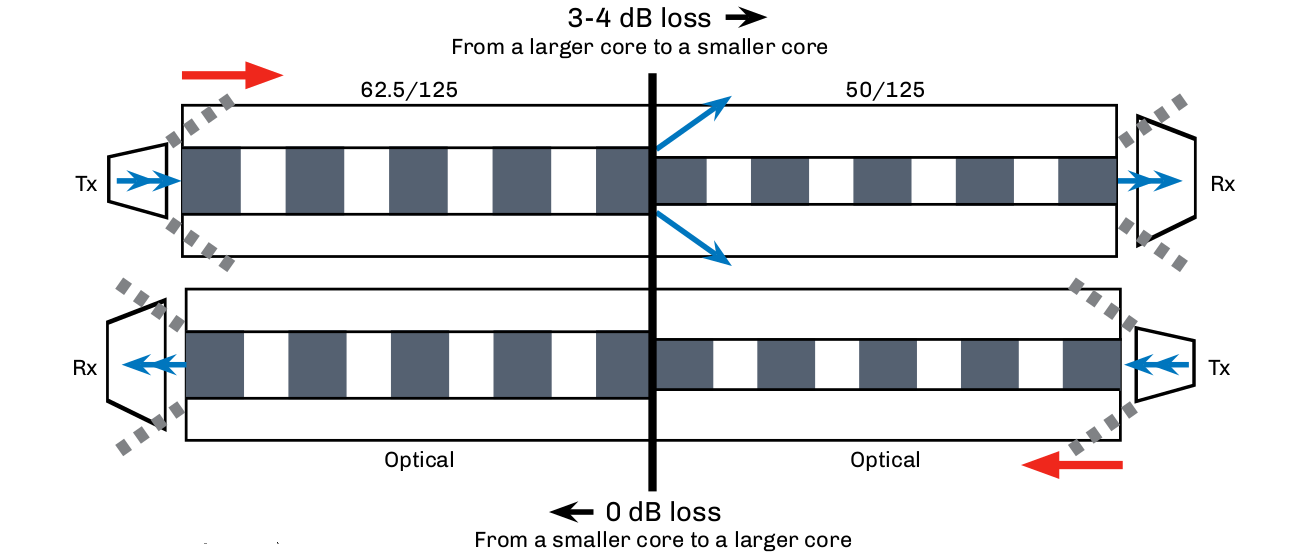 3-4 dB loss
From a larger core to a smaller core
62.5/125
50/125
Tx
Rx
Rx
Tx
Optical
Optical
0 dB loss
From a smaller core to a larger core